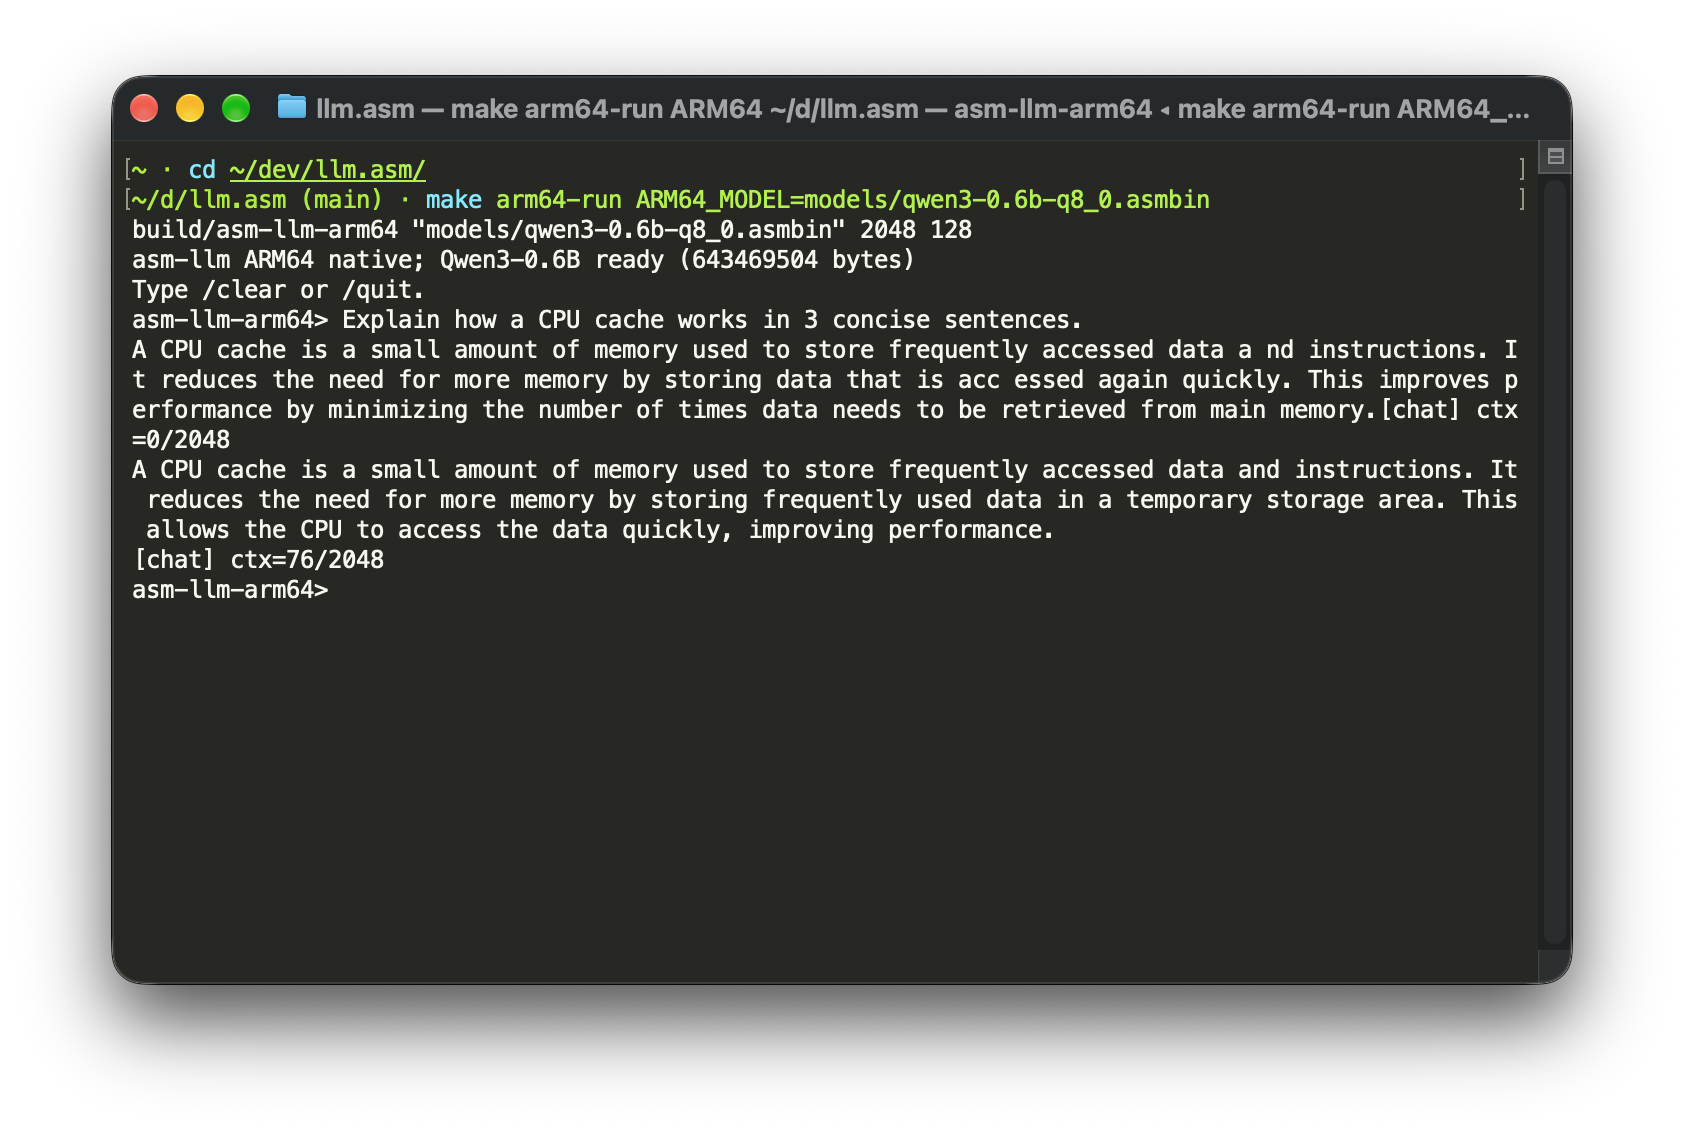 llm.asm — make arm64-run ARM64 ~/d/llm.asm — asm-llm-arm64 ◂ make arm64-run ARM64_...
[~ · cd ~/dev/llm.asm/ ]
[~/d/llm.asm (main) · make arm64-run ARM64_MODEL=models/qwen3-0.6b-q8_0.asmbin ]
build/asm-llm-arm64 "models/qwen3-0.6b-q8_0.asmbin" 2048 128
asm-llm ARM64 native; Qwen3-0.6B ready (643469504 bytes)
Type /clear or /quit.
asm-llm-arm64> Explain how a CPU cache works in 3 concise sentences.
A CPU cache is a small amount of memory used to store frequently accessed data a nd instructions. I
t reduces the need for more memory by storing data that is acc essed again quickly. This improves p
erformance by minimizing the number of times data needs to be retrieved from main memory.[chat] ctx
=0/2048
A CPU cache is a small amount of memory used to store frequently accessed data and instructions. It
 reduces the need for more memory by storing frequently used data in a temporary storage area. This
 allows the CPU to access the data quickly, improving performance.
[chat] ctx=76/2048
asm-llm-arm64>